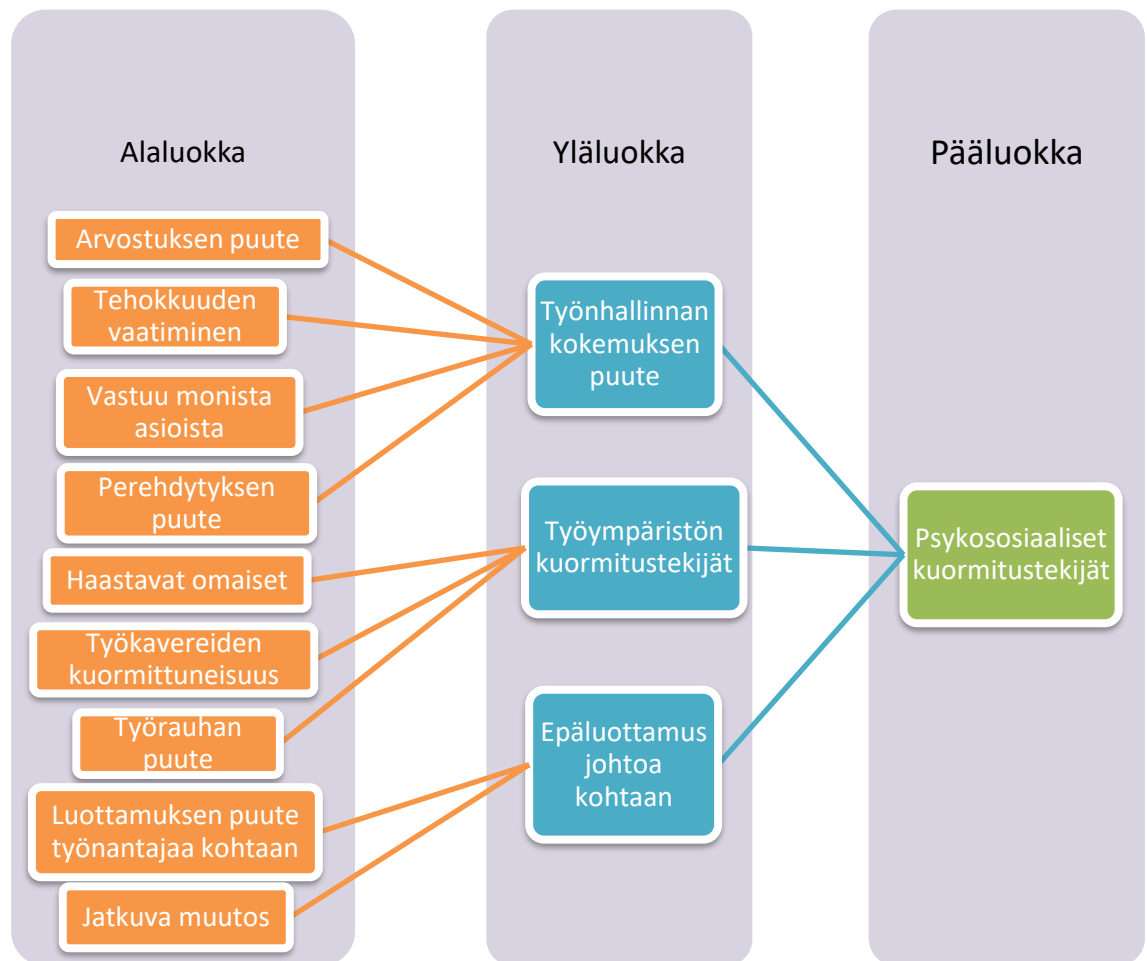 Alaluokka
Arvostuksen puute
Tehokkuuden
vaatiminen
Vastuu monista
asioista
Perehdytyksen
puute
Haastavat omaiset
Työkavereiden
kuormittuneisuus
Työrauhan
puute
Luottamuksen puute
työnantajaa kohtaan
Jatkuva muutos
Yläluokka
Työnhallinnan
kokemuksen
puute
Työympäristön
kuormitustekijät
Epäluottamus
johtoa
kohtaan
Pääluokka
Psykososiaaliset
kuormitustekijät